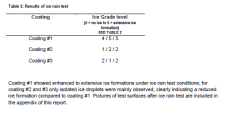 Table 3: Results of ice rain test
Coating
Ice Grade level
(0 = no ice to 5 = extensive ice
formation)
SEE TABLE 2
Coating #1 4 / 5 / 5
Coating #2 1 / 2 / 2
Coating #3 2 / 1 / 2
Coating #1 showed enhanced to extensive ice formations under ice rain test conditions; for
coating #2 and #3 only isolated ice droplets were mainly observed, clearly indicating a reduced
ice formation compared to coating #1. Pictures of test surfaces after ice rain test are included in
the appendix of this report.